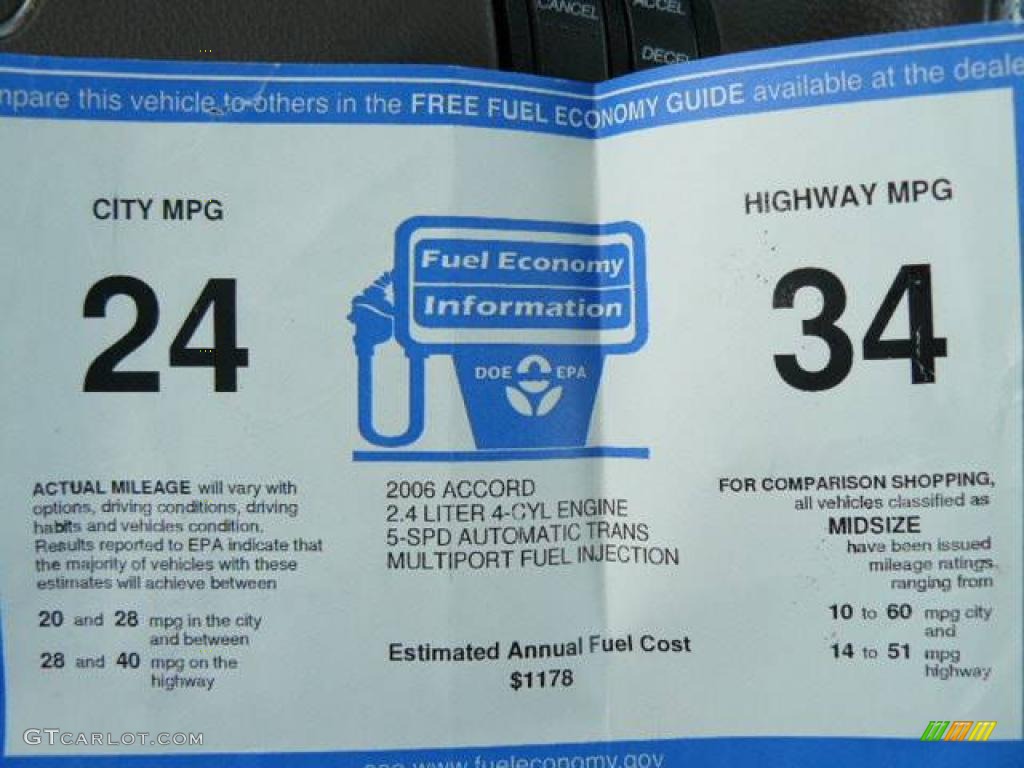 CANCEL
ACCEL
DECEL
mpare this vehicle to others in the FREE FUEL ECONOMY GUIDE available at the deale
CITY MPG
24
HIGHWAY MPG
34
Fuel Economy
Information
DOE EPA
ACTUAL MILEAGE will vary with
options, driving conditions, driving
habits and vehicles condition.
Results reported to EPA indicate that
the majority of vehicles with these
estimates will achieve between
20 and 28 mpg in the city
and between
28 and 40 mpg on the
highway
2006 ACCORD
2.4 LITER 4-CYL ENGINE
5-SPD AUTOMATIC TRANS
MULTIPORT FUEL INJECTION
Estimated Annual Fuel Cost
$1178
FOR COMPARISON SHOPPING,
all vehicles classified as
MIDSIZE
have been issued
mileage ratings
ranging from
10 to 60 mpg city
and
14 to 51 mpg
highway
www.fueleconomy.gov
GTCARLOT.COM